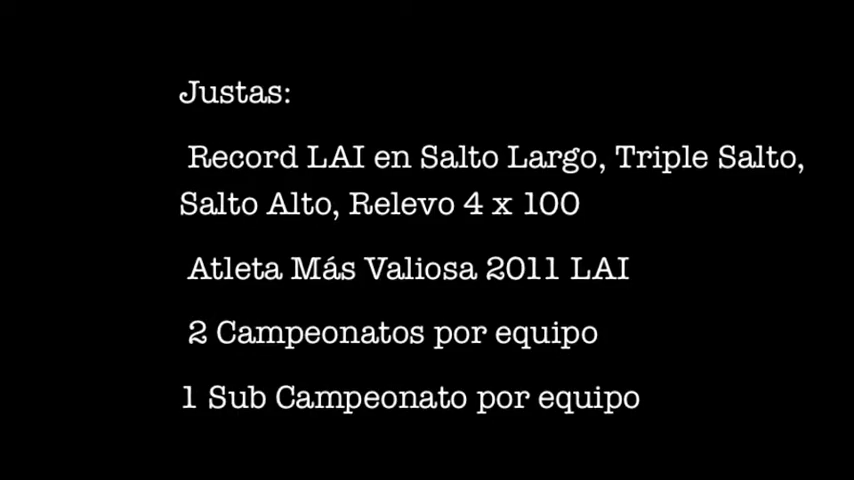 Justas:
Record LAI en Salto Largo, Triple Salto,
Salto Alto, Relevo 4 x 100
Atleta Más Valiosa 2011 LAI
2 Campeonatos por equipo
1 Sub Campeonato por equipo